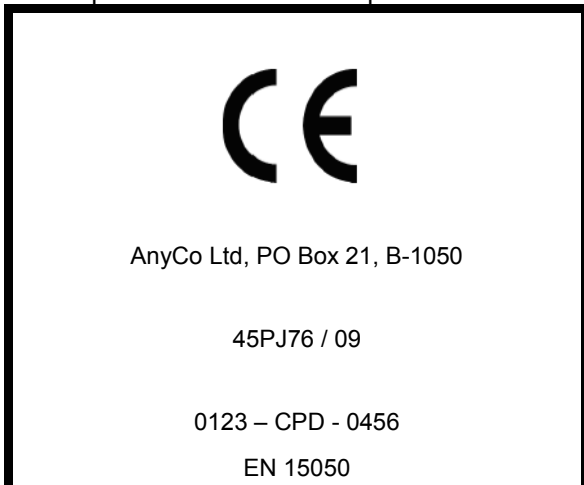 CE
AnyCo Ltd, PO Box 21, B-1050
45PJ76 / 09
0123 – CPD - 0456
EN 15050